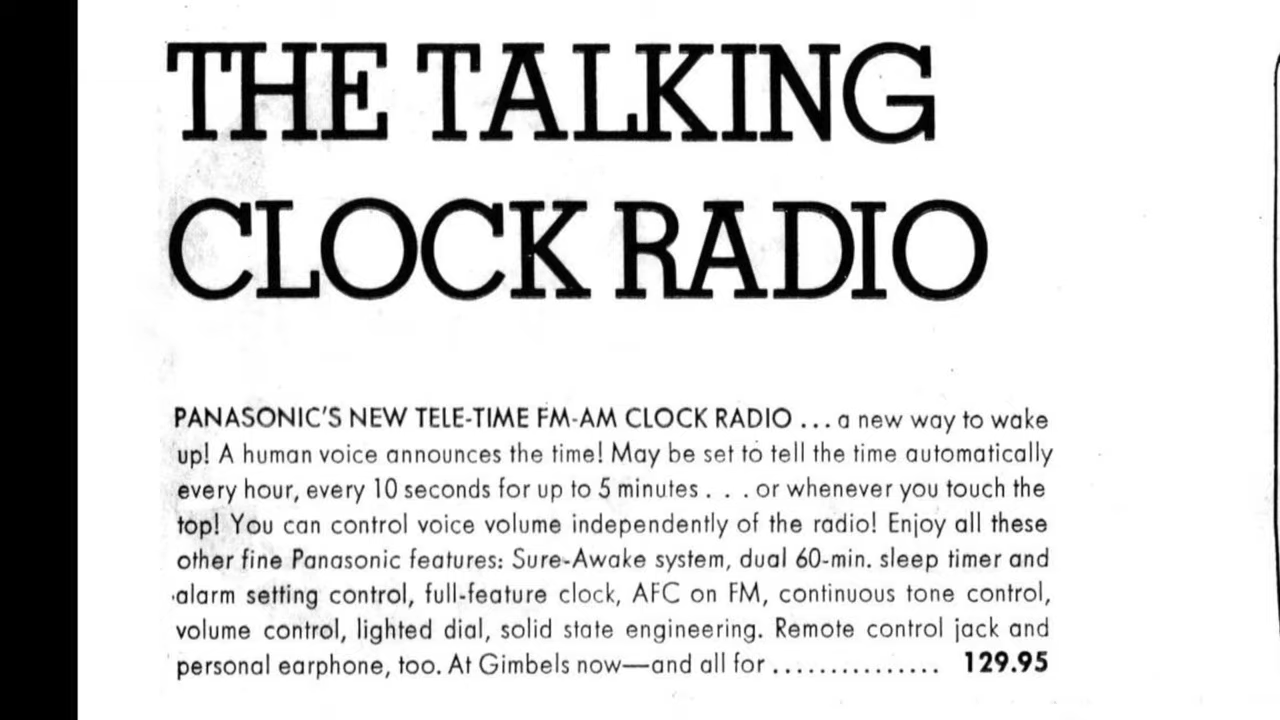 THE TALKING
CLOCK RADIO
PANASONIC'S NEW TELE-TIME FM-AM CLOCK RADIO ... a new way to wake
up! A human voice announces the time! May be set to tell the time automatically
every hour, every 10 seconds for up to 5 minutes . . . or whenever you touch the
top! You can control voice volume independently of the radio! Enjoy all these
other fine Panasonic features: Sure-Awake system, dual 60-min. sleep timer and
alarm setting control, full-feature clock, AFC on FM, continuous tone control,
volume control, lighted dial, solid state engineering. Remote control jack and
personal earphone, too. At Gimbels now—and all for ............... 129.95